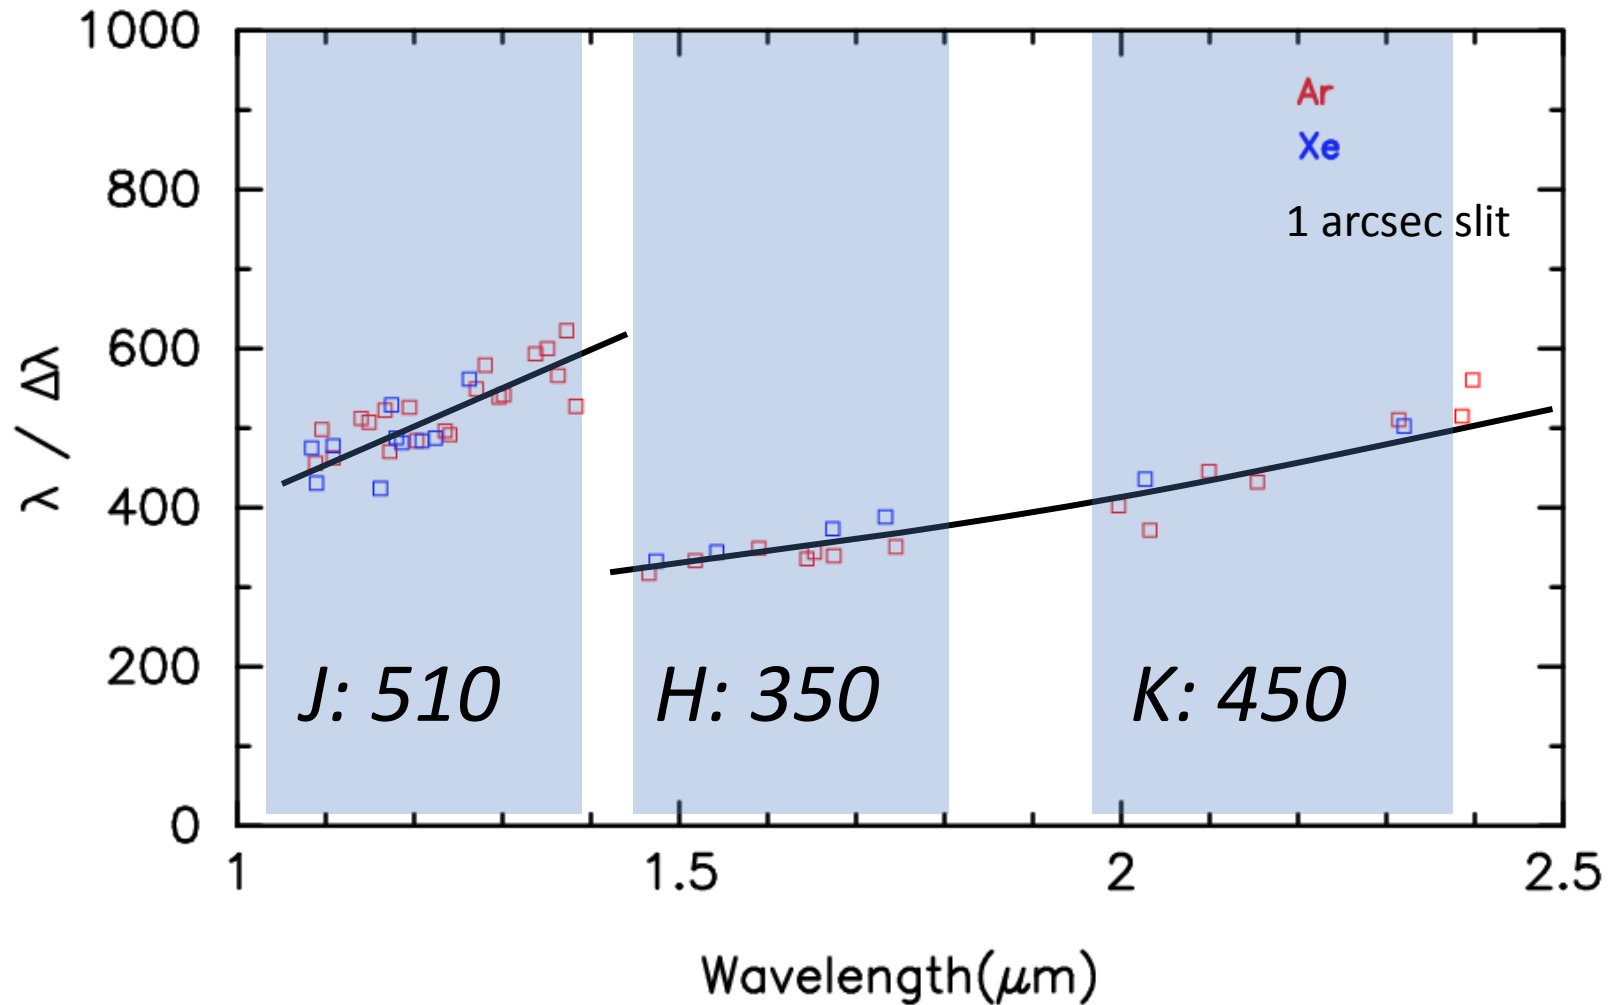 1000
800
600
400
200
0
λ / Δλ
Ar
Xe
1 arcsec slit
J: 510
H: 350
K: 450
1
1.5
2
2.5
Wavelength(μm)